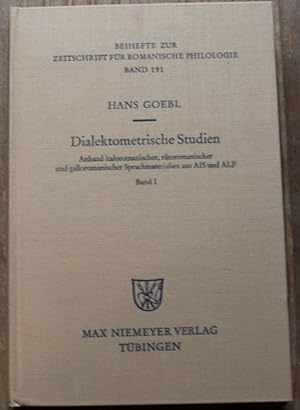 BEIHEFTE ZUR
ZEITSCHRIFT FÜR ROMANISCHE PHILOLOGIE
BAND 191
HANS GOEBL
Dialektometrische Studien
Anhand italoromanischer, rätoromanischer
und galloromanischer Sprachmaterialien aus AIS und ALF
Band I
MAX NIEMEYER VERLAG
TÜBINGEN